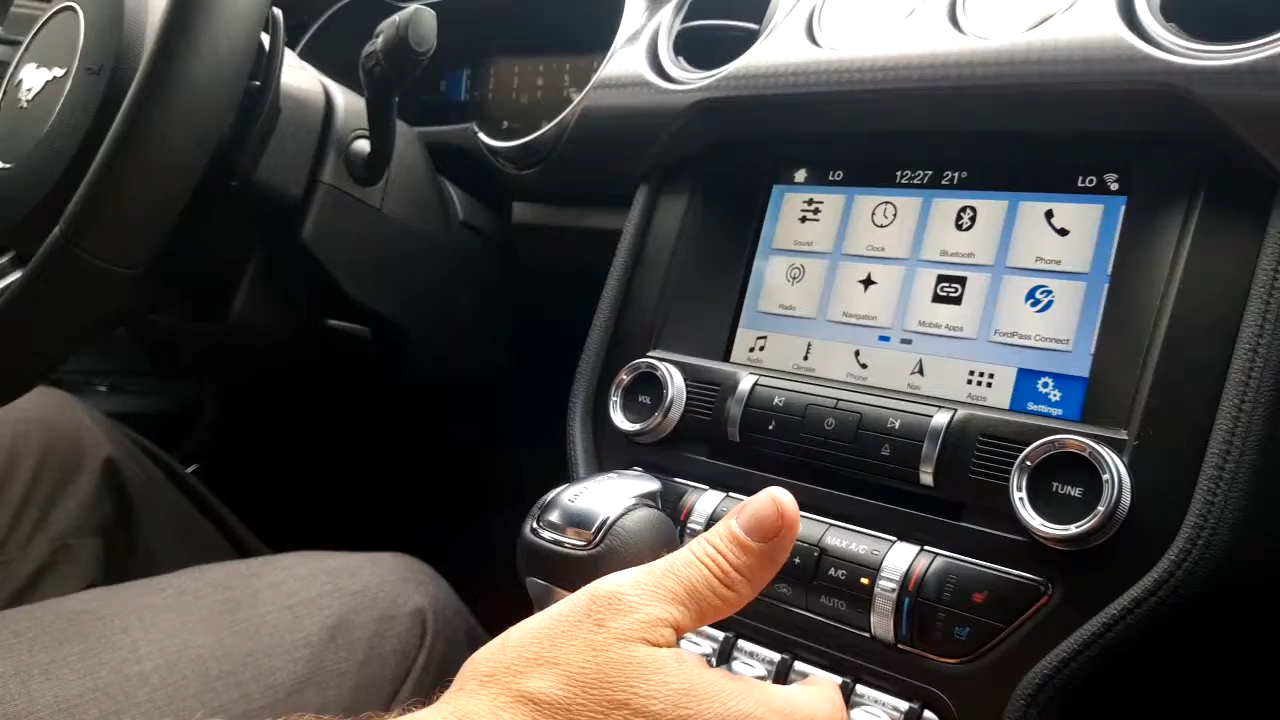 LO 12:27 21° LO
Sound Clock Bluetooth Phone
Radio Navigation Mobile Apps FordPass Connect
Audio Climate Phone Nav Apps Settings
VOL
TUNE
MAX A/C
A/C
AUTO
MODE